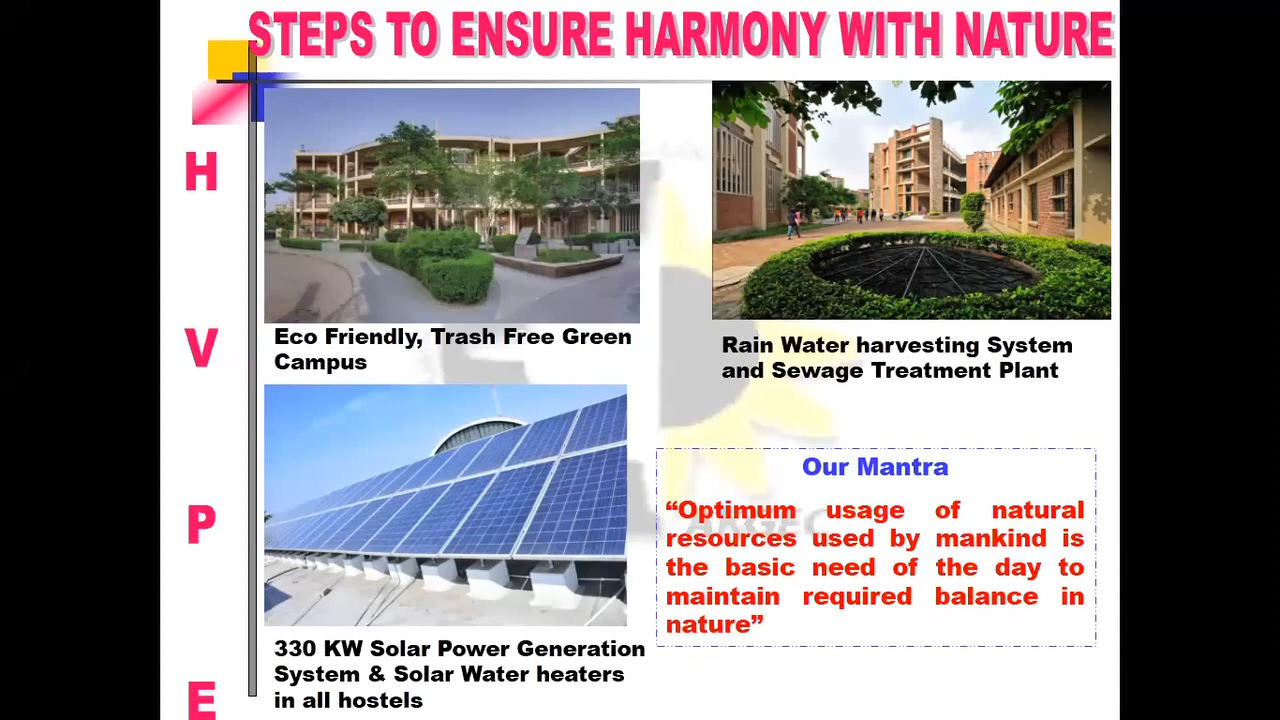 STEPS TO ENSURE HARMONY WITH NATURE
H
V
P
E
Eco Friendly, Trash Free Green
Campus
Rain Water harvesting System
and Sewage Treatment Plant
330 KW Solar Power Generation
System & Solar Water heaters
in all hostels
Our Mantra
“Optimum usage of natural
resources used by mankind is
the basic need of the day to
maintain required balance in
nature”
AKGEC